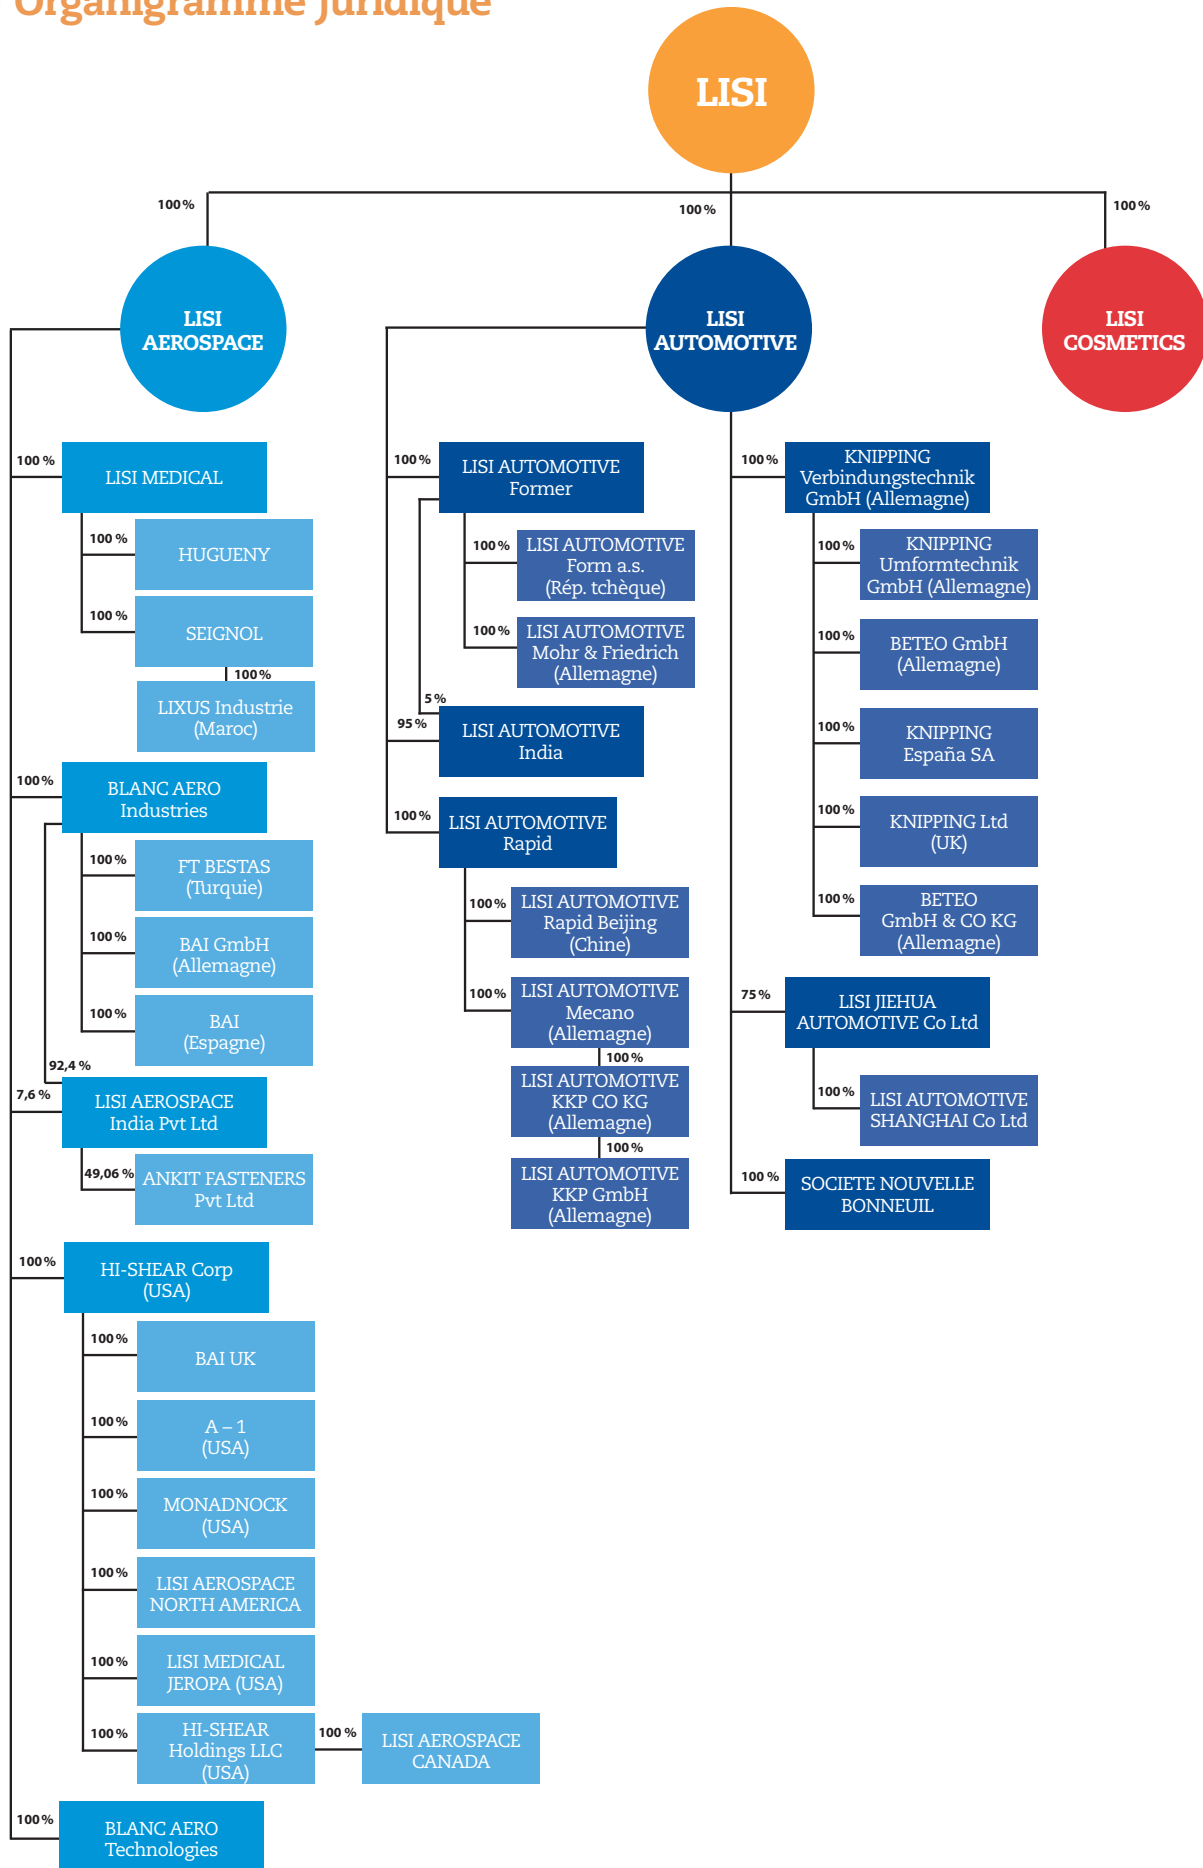 Organigramme Juridique
LISI
100 %
100 %
100 %
LISI
AEROSPACE
LISI
AUTOMOTIVE
LISI
COSMETICS
100 %
LISI MEDICAL
100 %
HUGUENY
100 %
SEIGNOL
100 %
LIXUS Industrie
(Maroc)
100 %
BLANC AERO
Industries
100 %
FT BESTAS
(Turquie)
100 %
BAI GmbH
(Allemagne)
100 %
BAI
(Espagne)
92,4 %
7,6 %
LISI AEROSPACE
India Pvt Ltd
49,06 %
ANKIT FASTENERS
Pvt Ltd
100 %
HI-SHEAR Corp
(USA)
100 %
BAI UK
100 %
A – 1
(USA)
100 %
MONADNOCK
(USA)
100 %
LISI AEROSPACE
NORTH AMERICA
100 %
LISI MEDICAL
JEROPA (USA)
100 %
HI-SHEAR
Holdings LLC
(USA)
100 %
LISI AEROSPACE
CANADA
100 %
BLANC AERO
Technologies
100 %
LISI AUTOMOTIVE
Former
100 %
LISI AUTOMOTIVE
Form a.s.
(Rép. tchèque)
100 %
LISI AUTOMOTIVE
Mohr & Friedrich
(Allemagne)
5 %
95 %
LISI AUTOMOTIVE
India
100 %
LISI AUTOMOTIVE
Rapid
100 %
LISI AUTOMOTIVE
Rapid Beijing
(Chine)
100 %
LISI AUTOMOTIVE
Mecano
(Allemagne)
100 %
LISI AUTOMOTIVE
KKP CO KG
(Allemagne)
100 %
LISI AUTOMOTIVE
KKP GmbH
(Allemagne)
100 %
KNIPPING
Verbindungstechnik
GmbH (Allemagne)
100 %
KNIPPING
Umformtechnik
GmbH (Allemagne)
100 %
BETEO GmbH
(Allemagne)
100 %
KNIPPING
España SA
100 %
KNIPPING Ltd
(UK)
100 %
BETEO
GmbH & CO KG
(Allemagne)
75 %
LISI JIEHUA
AUTOMOTIVE Co Ltd
100 %
LISI AUTOMOTIVE
SHANGHAI Co Ltd
100 %
SOCIETE NOUVELLE
BONNEUIL